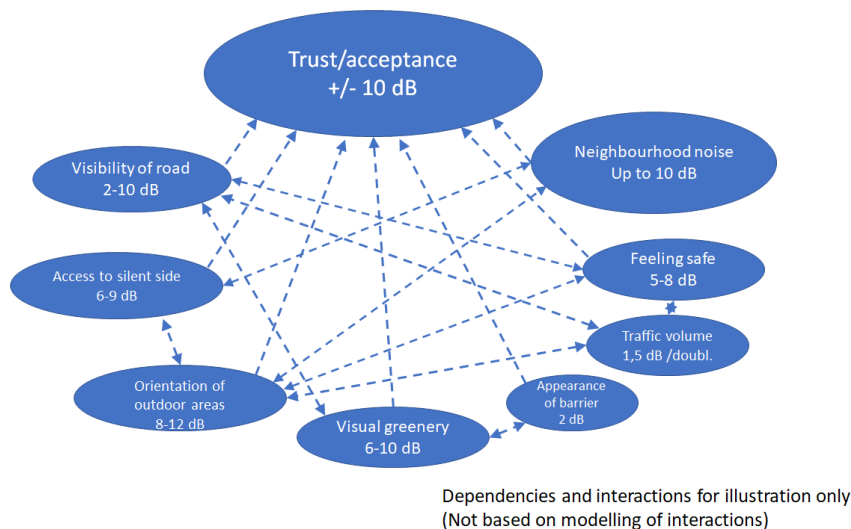 Trust/acceptance
+/- 10 dB
Visibility of road
2-10 dB
Neighbourhood noise
Up to 10 dB
Access to silent side
6-9 dB
Feeling safe
5-8 dB
Traffic volume
1,5 dB /doubl.
Orientation of
outdoor areas
8-12 dB
Appearance
of barrier
2 dB
Visual greenery
6-10 dB
Dependencies and interactions for illustration only
(Not based on modelling of interactions)